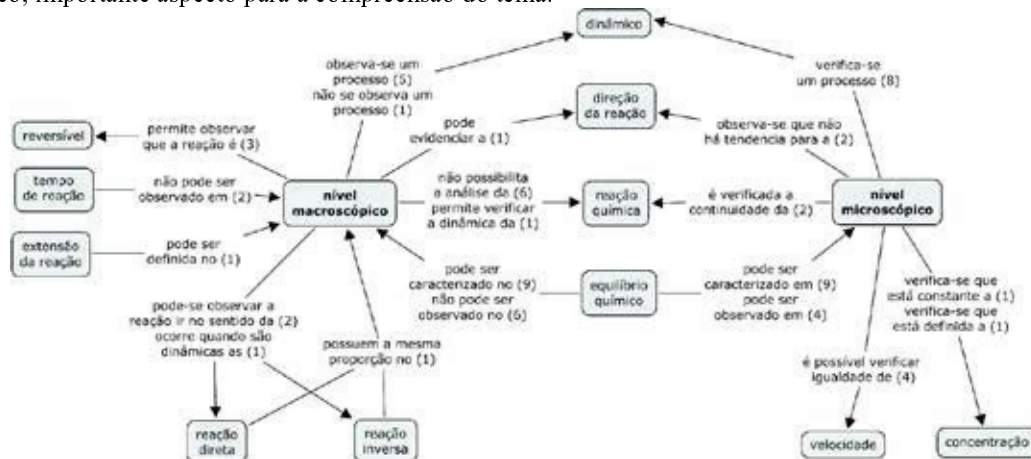 co, importante aspecto para a compreensão do tema.
dinâmico
observa-se um
processo (5)
não se observa um
processo (1)
verifica-se
um processo (8)
direção
da reação
reversível
permite observar
que a reação é (3)
pode
evidenciar a (1)
observa-se que não
há tendencia para a (2)
tempo
de reação
não pode ser
observado em (2)
nível
macroscópico
não possibilita
a análise da (6)
permite verificar
a dinâmica da (1)
reação
química
é verificada a
continuidade da (2)
nível
microscópico
extensão
da reação
pode ser
definida no (1)
pode ser
caracterizado no (9)
não pode ser
observado no (6)
equilíbrio
químico
pode ser
caracterizado em (9)
pode ser
observado em (4)
verifica-se que
está constante a (1)
verifica-se que
está definida a (1)
pode-se observar a
reação ir no sentido da (2)
ocorre quando são
dinâmicas as (1)
possuem a mesma
proporção no (1)
é possível verificar
igualdade de (4)
reação
direta
reação
inversa
velocidade
concentração